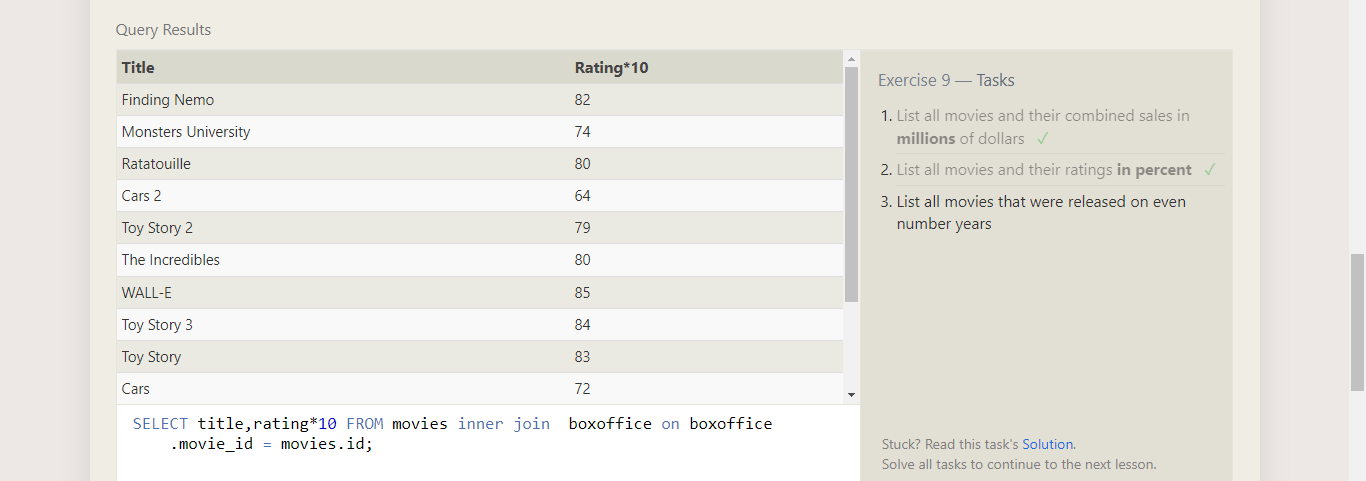 Query Results
Title Rating*10
Finding Nemo 82
Monsters University 74
Ratatouille 80
Cars 2 64
Toy Story 2 79
The Incredibles 80
WALL-E 85
Toy Story 3 84
Toy Story 83
Cars 72
SELECT title,rating*10 FROM movies inner join  boxoffice on boxoffice
.movie_id = movies.id;
Exercise 9 — Tasks
1. List all movies and their combined sales in
millions of dollars ✓
2. List all movies and their ratings in percent ✓
3. List all movies that were released on even
number years
Stuck? Read this task's Solution.
Solve all tasks to continue to the next lesson.